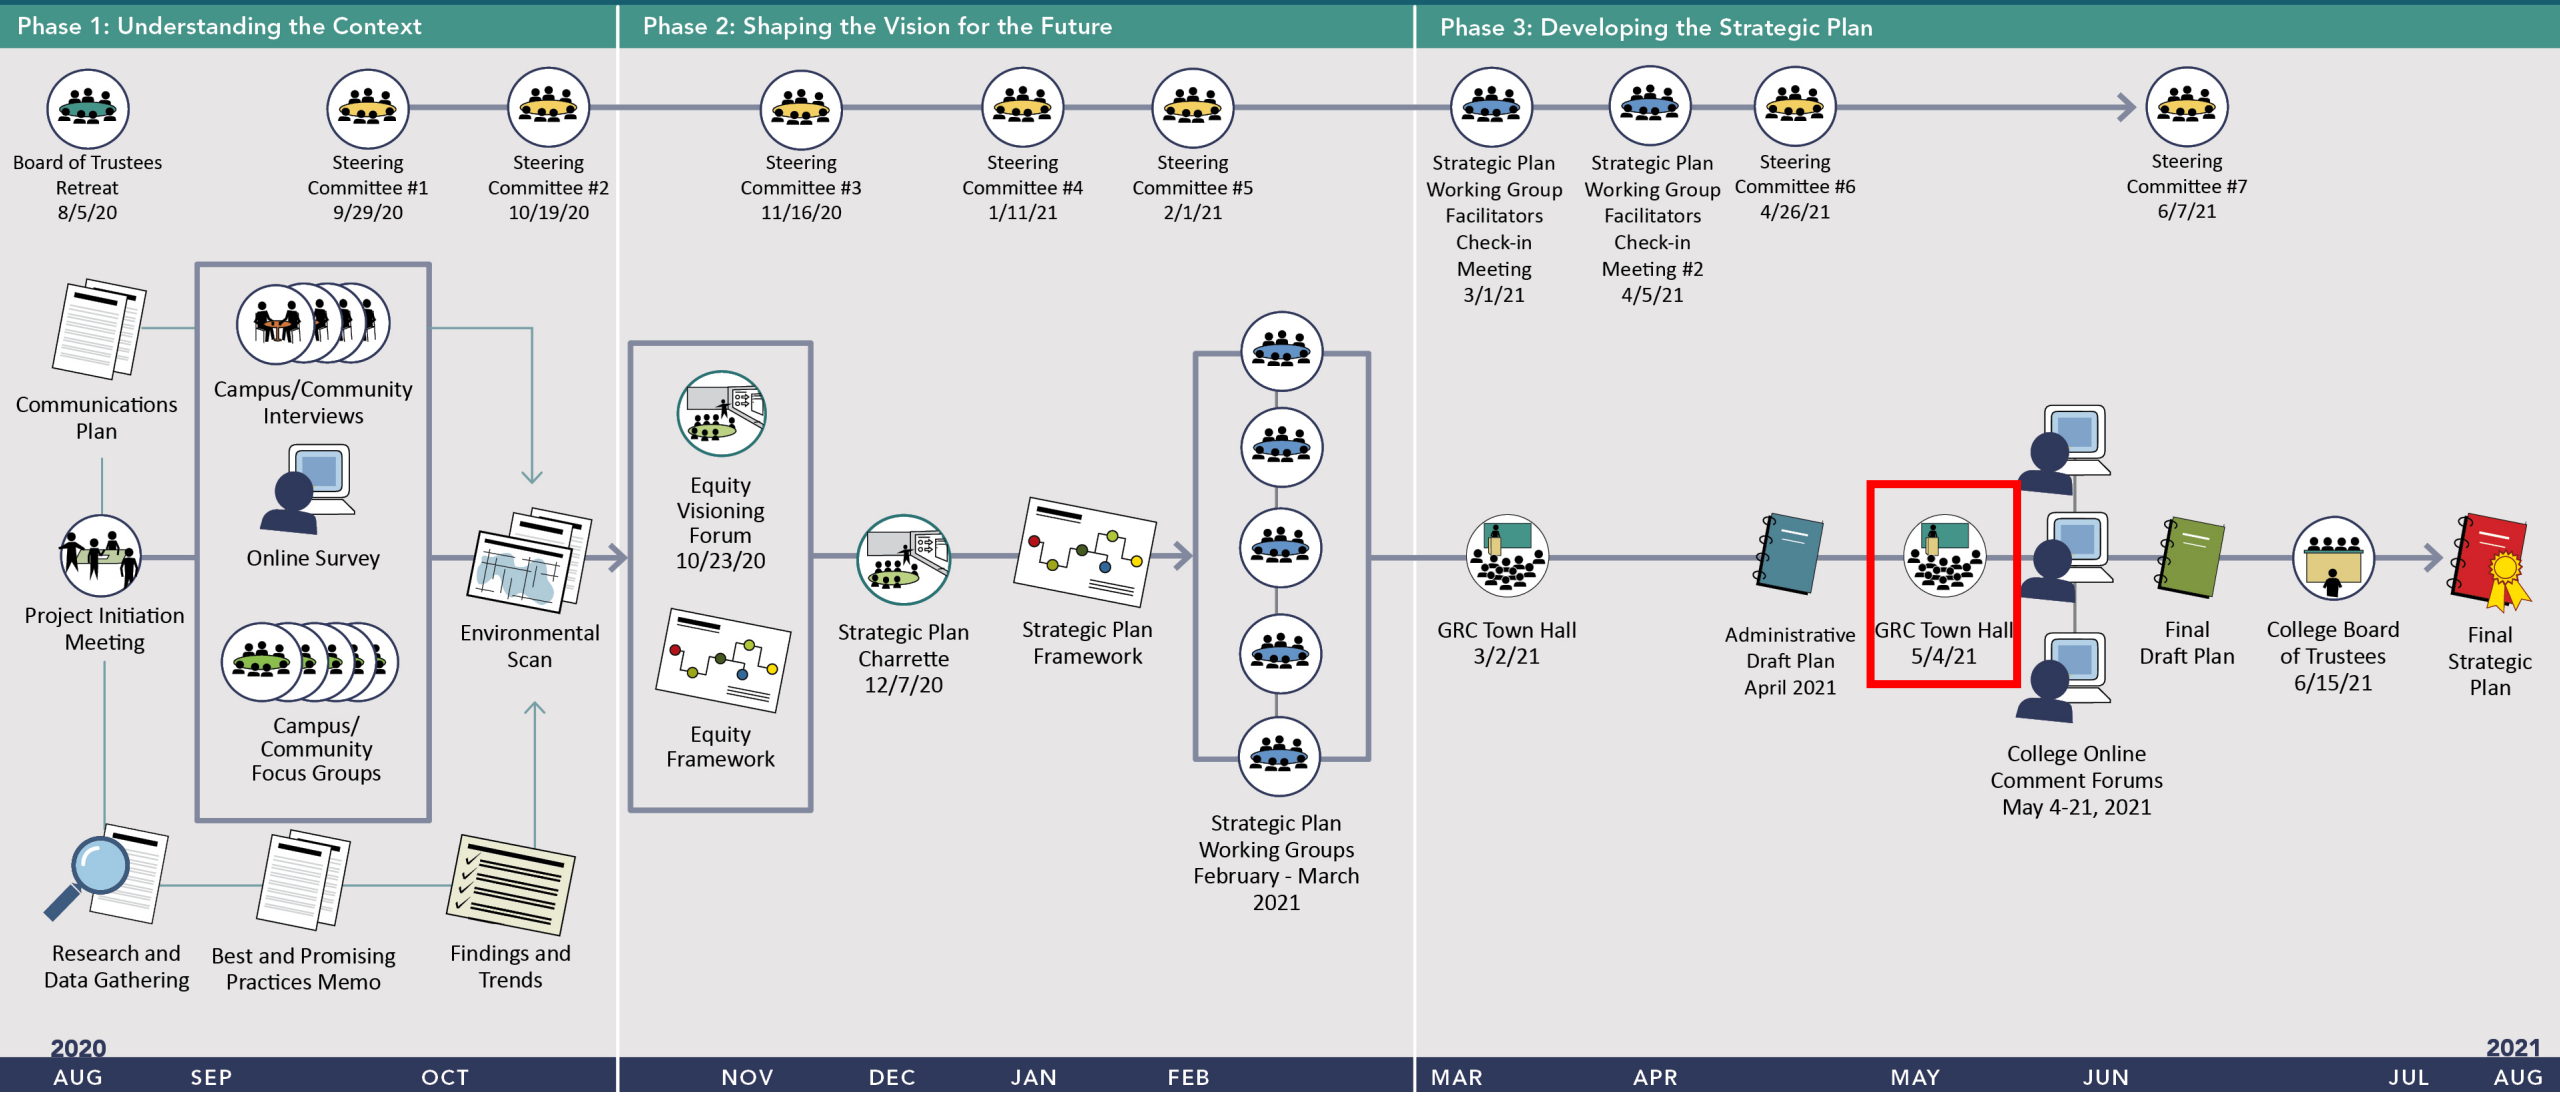 Phase 1: Understanding the Context
Phase 2: Shaping the Vision for the Future
Phase 3: Developing the Strategic Plan
Board of Trustees
Retreat
8/5/20
Steering
Committee #1
9/29/20
Steering
Committee #2
10/19/20
Steering
Committee #3
11/16/20
Steering
Committee #4
1/11/21
Steering
Committee #5
2/1/21
Strategic Plan
Working Group
Facilitators
Check-in
Meeting
3/1/21
Strategic Plan
Working Group
Facilitators
Check-in
Meeting #2
4/5/21
Steering
Committee #6
4/26/21
Steering
Committee #7
6/7/21
Communications
Plan
Project Initiation
Meeting
Campus/Community
Interviews
Online Survey
Campus/
Community
Focus Groups
Environmental
Scan
Research and
Data Gathering
Best and Promising
Practices Memo
Findings and
Trends
Equity
Visioning
Forum
10/23/20
Equity
Framework
Strategic Plan
Charrette
12/7/20
Strategic Plan
Framework
Strategic Plan
Working Groups
February - March
2021
GRC Town Hall
3/2/21
Administrative
Draft Plan
April 2021
GRC Town Hall
5/4/21
College Online
Comment Forums
May 4-21, 2021
Final
Draft Plan
College Board
of Trustees
6/15/21
Final
Strategic
Plan
2020
2021
AUG
SEP
OCT
NOV
DEC
JAN
FEB
MAR
APR
MAY
JUN
JUL
AUG